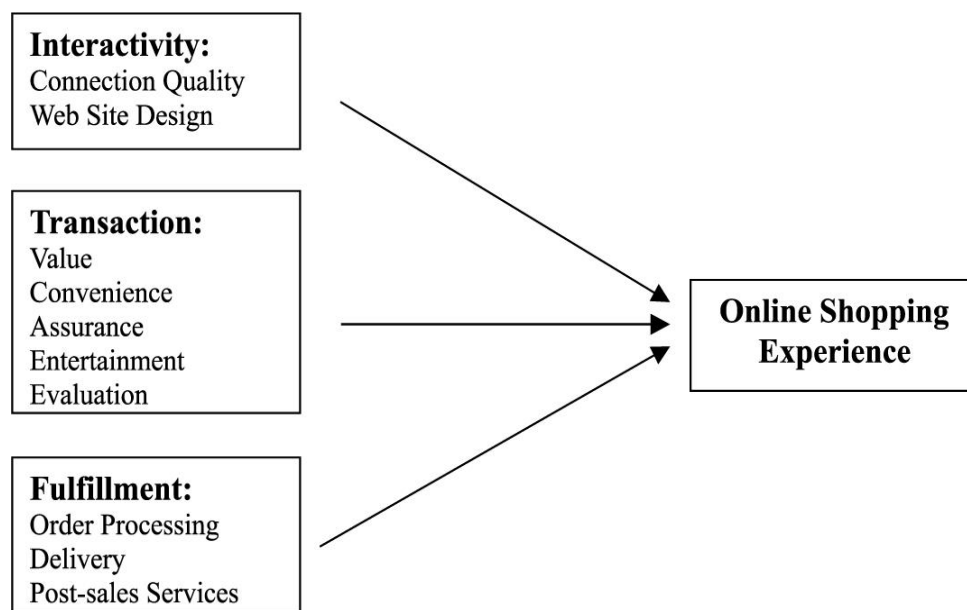 Interactivity:
Connection Quality
Web Site Design
Transaction:
Value
Convenience
Assurance
Entertainment
Evaluation
Fulfillment:
Order Processing
Delivery
Post-sales Services
Online Shopping
Experience